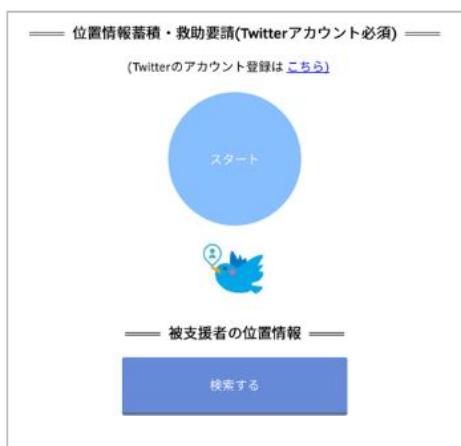 位置情報蓄積・救助要請(Twitterアカウント必須)
(Twitterのアカウント登録は こちら)
スタート
被支援者の位置情報
検索する